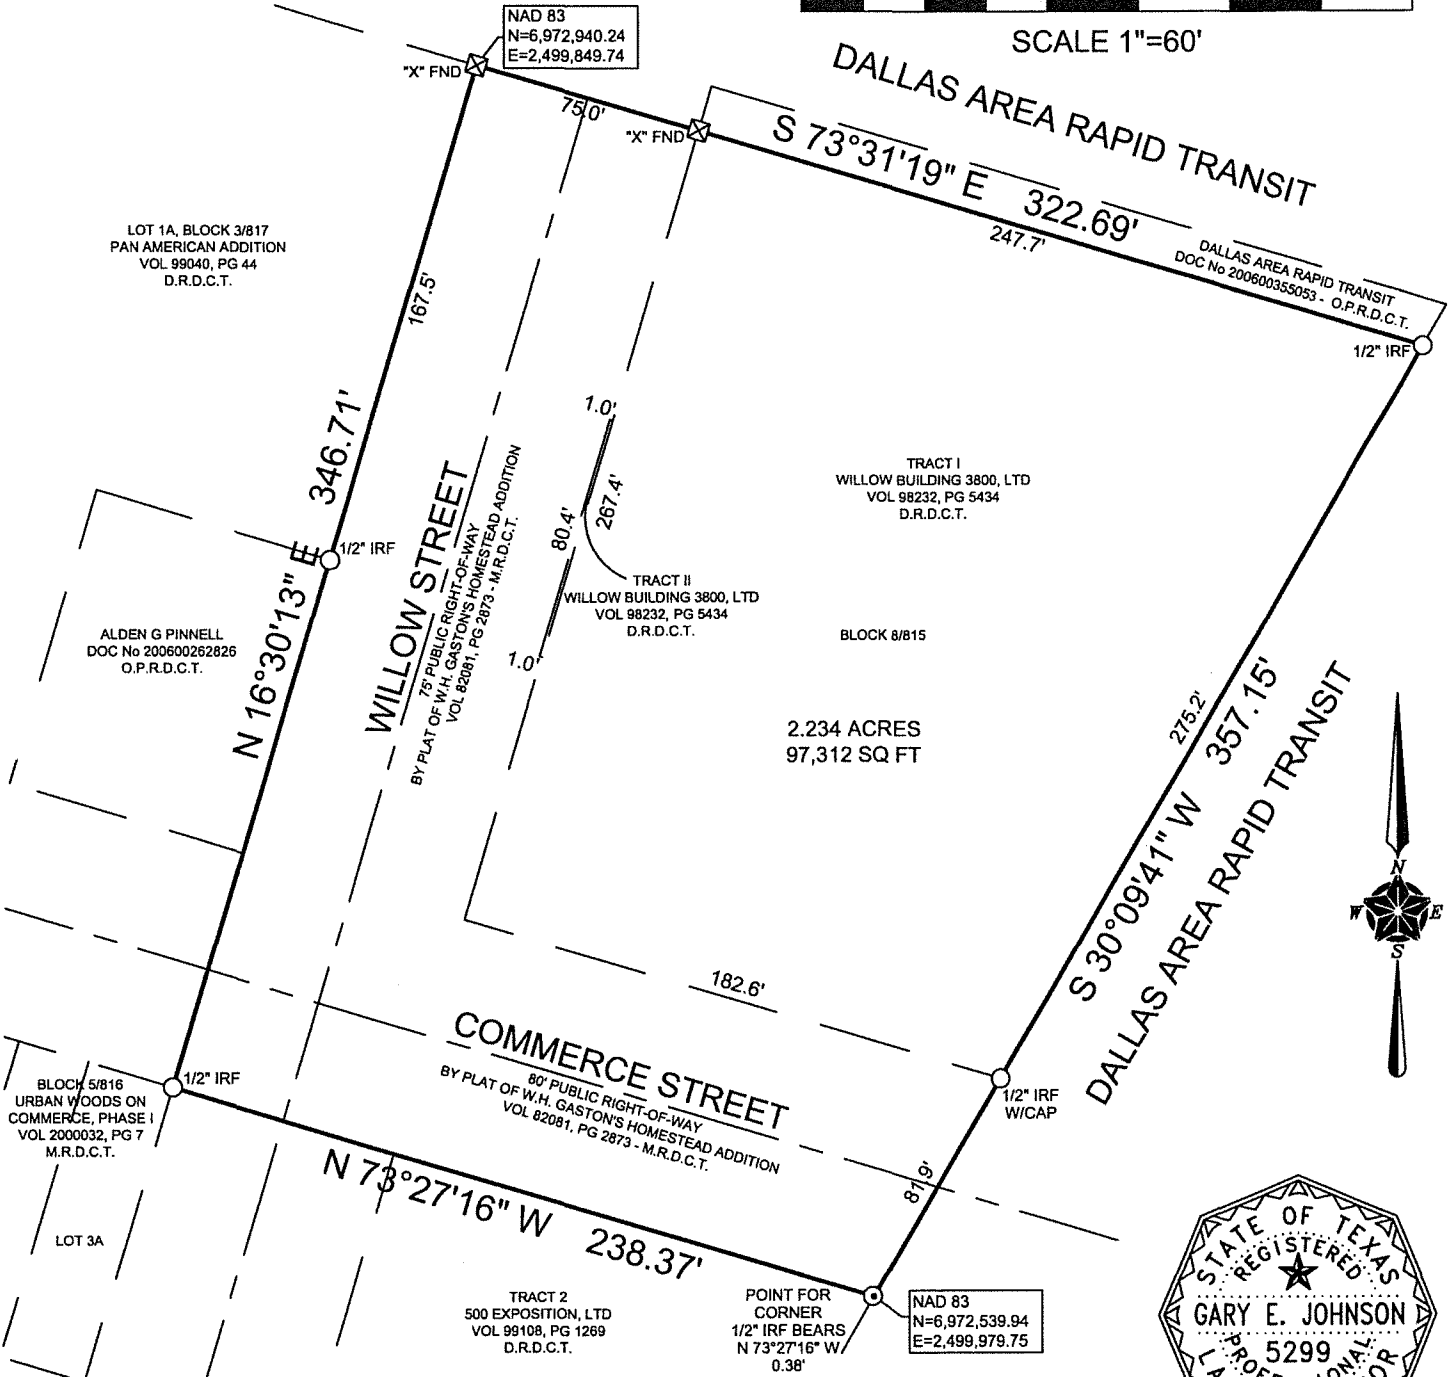 NAD 83
N=6,972,940.24
E=2,499,849.74
SCALE 1"=60'
"X" FND
75.0'
"X" FND
DALLAS AREA RAPID TRANSIT
S 73°31'19" E 322.69'
247.7'
DALLAS AREA RAPID TRANSIT
DOC No 200600355053 - O.P.R.D.C.T.
1/2" IRF
LOT 1A, BLOCK 3/817
PAN AMERICAN ADDITION
VOL 99040, PG 44
D.R.D.C.T.
167.5'
N 16°30'13" E 346.71'
1/2" IRF
1.0'
80.4'
267.4'
1.0'
WILLOW STREET
75' PUBLIC RIGHT-OF-WAY
BY PLAT OF W.H. GASTON'S HOMESTEAD ADDITION
VOL 82081, PG 2873 - M.R.D.C.T.
TRACT I
WILLOW BUILDING 3800, LTD
VOL 98232, PG 5434
D.R.D.C.T.
TRACT II
WILLOW BUILDING 3800, LTD
VOL 98232, PG 5434
D.R.D.C.T.
ALDEN G PINNELL
DOC No 200600262826
O.P.R.D.C.T.
BLOCK 8/815
2.234 ACRES
97,312 SQ FT
275.2'
S 30°09'41" W 357.15'
DALLAS AREA RAPID TRANSIT
N
W E
S
182.6'
COMMERCE STREET
80' PUBLIC RIGHT-OF-WAY
BY PLAT OF W.H. GASTON'S HOMESTEAD ADDITION
VOL 82081, PG 2873 - M.R.D.C.T.
1/2" IRF
W/CAP
81.9'
1/2" IRF
BLOCK 5/816
URBAN WOODS ON
COMMERCE, PHASE I
VOL 2000032, PG 7
M.R.D.C.T.
LOT 3A
N 73°27'16" W 238.37'
TRACT 2
500 EXPOSITION, LTD
VOL 99108, PG 1269
D.R.D.C.T.
POINT FOR
CORNER
1/2" IRF BEARS
N 73°27'16" W
0.38'
NAD 83
N=6,972,539.94
E=2,499,979.75
STATE OF TEXAS
REGISTERED
GARY E. JOHNSON
5299